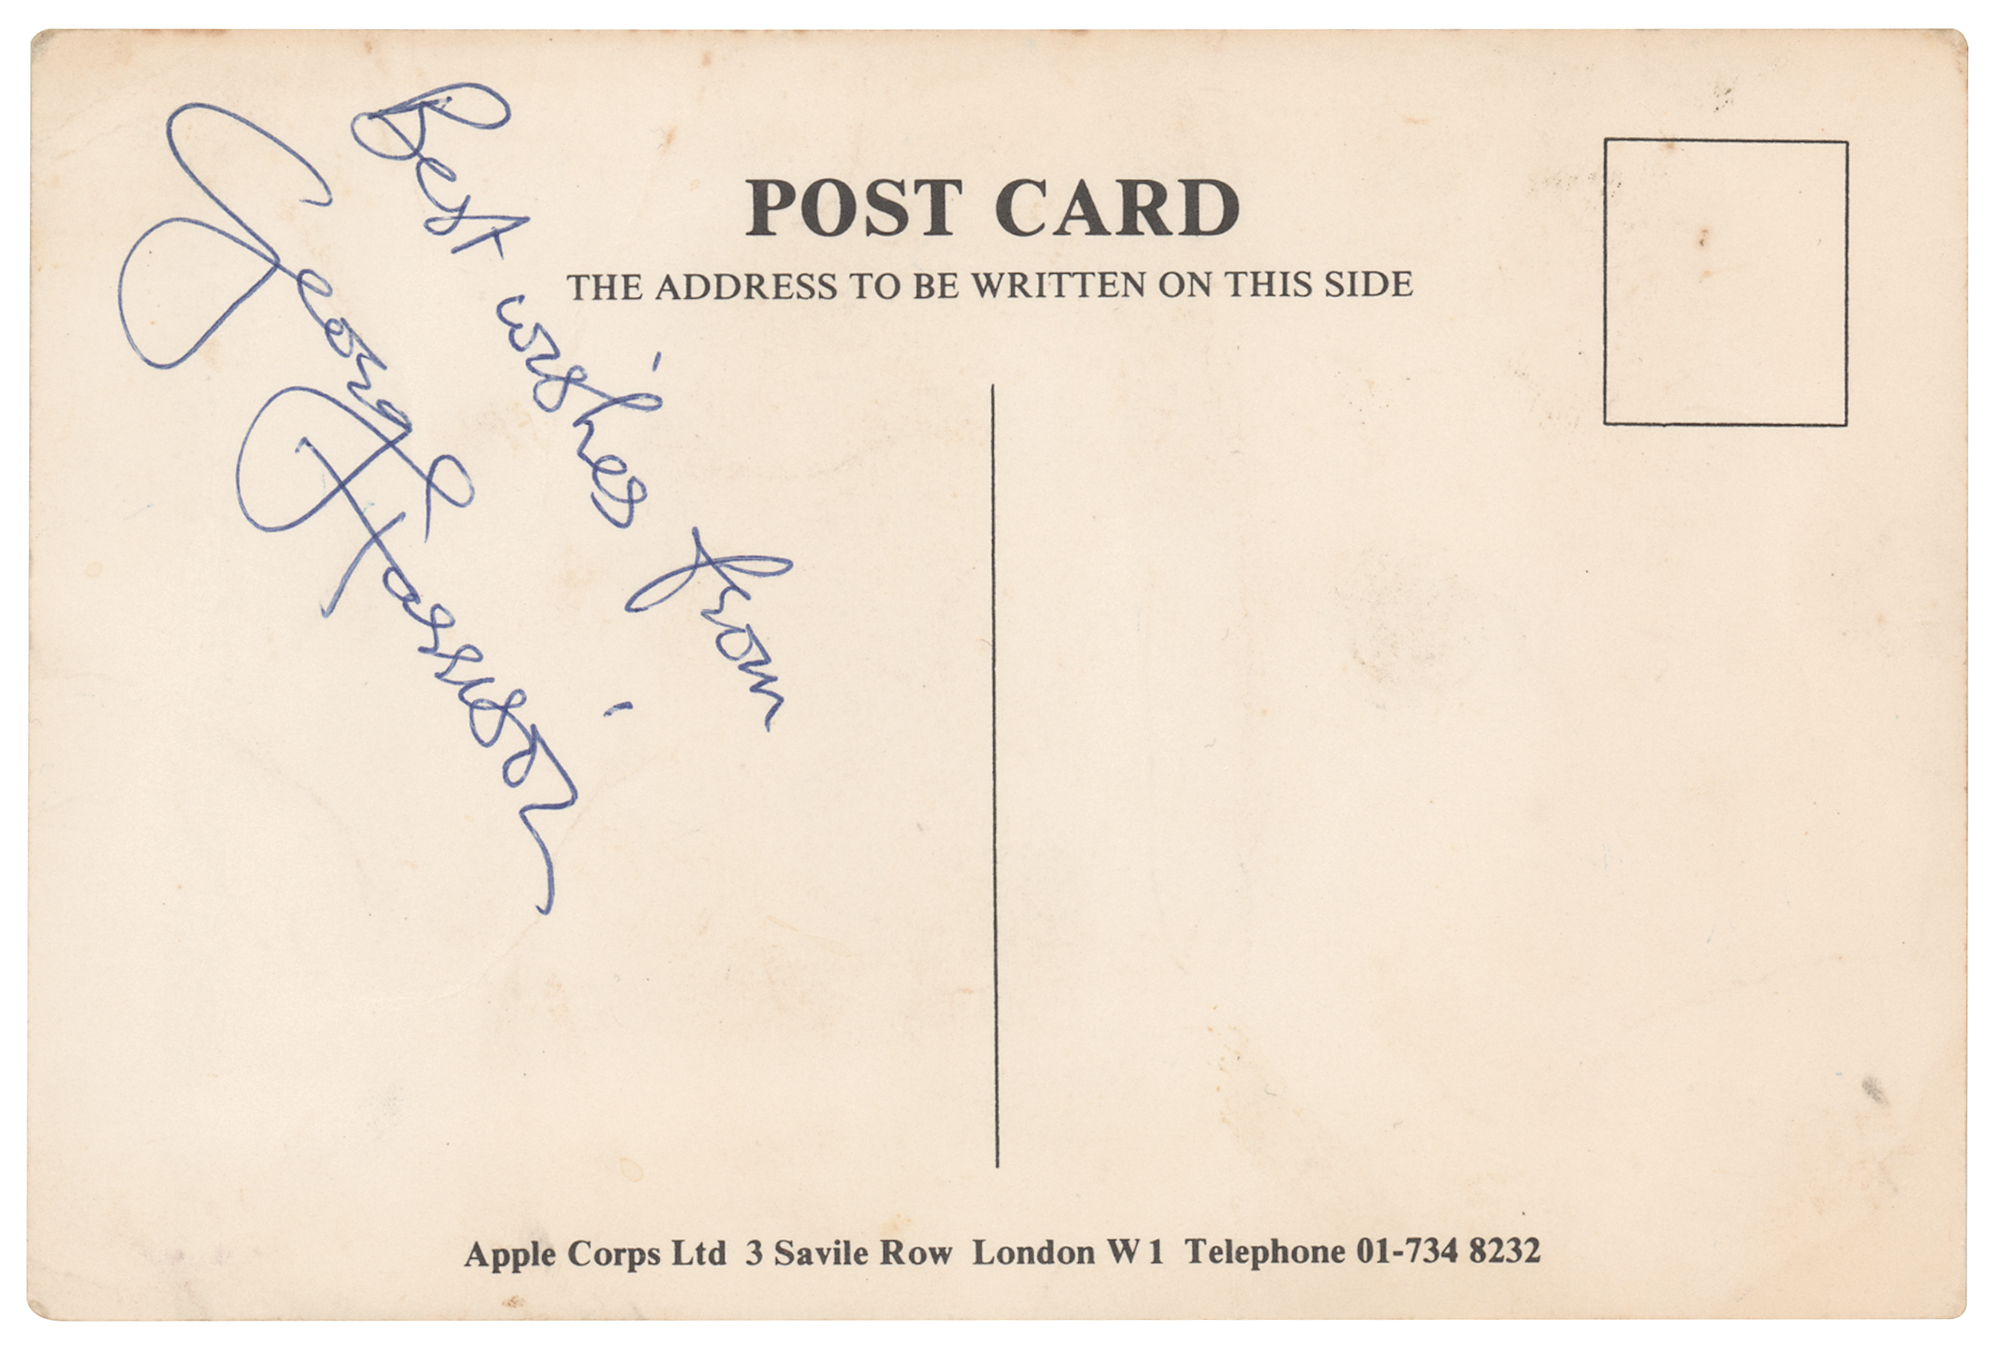 Best wishes from
George Harrison
POST CARD
THE ADDRESS TO BE WRITTEN ON THIS SIDE
Apple Corps Ltd 3 Savile Row London W1 Telephone 01-734 8232